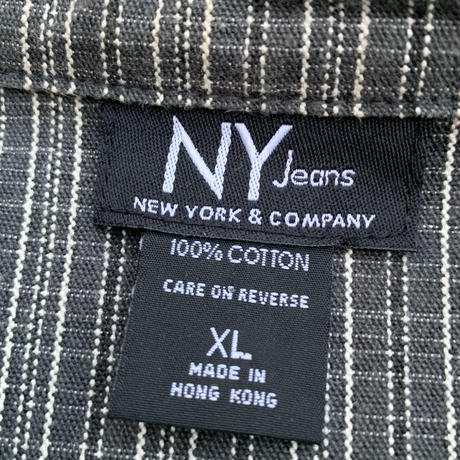 NY Jeans
NEW YORK & COMPANY
100% COTTON
CARE ON REVERSE
XL
MADE IN
HONG KONG